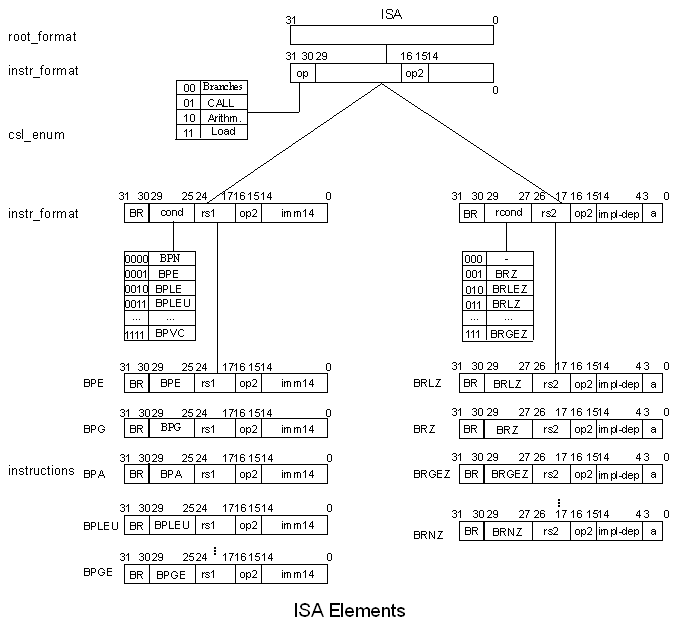 ISA
31 0
root_format
31 30 29 16 15 14
instr_format op op2
0
00 Branches
01 CALL
10 Arithm.
11 Load
csl_enum
31 30 29 25 24 17 16 15 14 0 31 30 29 27 26 17 16 15 14 4 3 0
instr_format BR cond rs1 op2 imm14 BR rcond rs2 op2 impl-dep a
0000 BPN 000 -
0001 BPE 001 BRZ
0010 BPLE 010 BRLEZ
0011 BPLEU 011 BRLZ
... ... ... ...
1111 BPVC 111 BRGEZ
31 30 29 25 24 17 16 15 14 0 31 30 29 27 26 17 16 15 14 4 3 0
BPE BR BPE rs1 op2 imm14 BRLZ BR BRLZ rs2 op2 impl-dep a
31 30 29 25 24 17 16 15 14 0 31 30 29 27 26 17 16 15 14 4 3 0
BPG BR BPG rs1 op2 imm14 BRZ BR BRZ rs2 op2 impl-dep a
31 30 29 25 24 17 16 15 14 0 31 30 29 27 26 17 16 15 14 4 3 0
instructions BPA BR BPA rs1 op2 imm14 BRGEZ BR BRGEZ rs2 op2 impl-dep a
31 30 29 25 24 17 16 15 14 0 31 30 29 27 26 17 16 15 14 4 3 0
BPLEU BR BPLEU rs1 op2 imm14 BRNZ BR BRNZ rs2 op2 impl-dep a
31 30 29 25 24 17 16 15 14 0
BPGE BR BPGE rs1 op2 imm14
ISA Elements